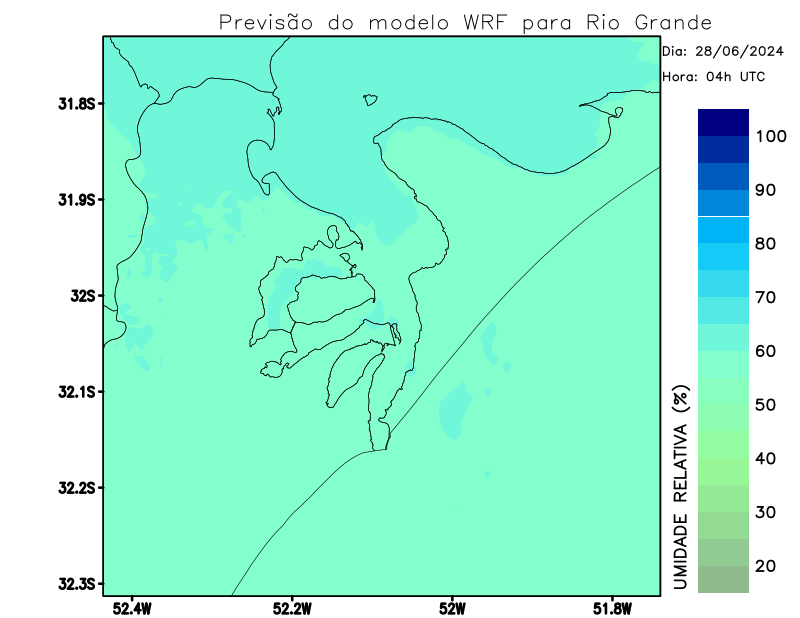 Previsão do modelo WRF para Rio Grande
Dia: 28/06/2024
Hora: 04h UTC
31.8S
31.9S
32S
32.1S
32.2S
32.3S
52.4W
52.2W
52W
51.8W
100
90
80
70
60
50
40
30
20
UMIDADE RELATIVA (%)